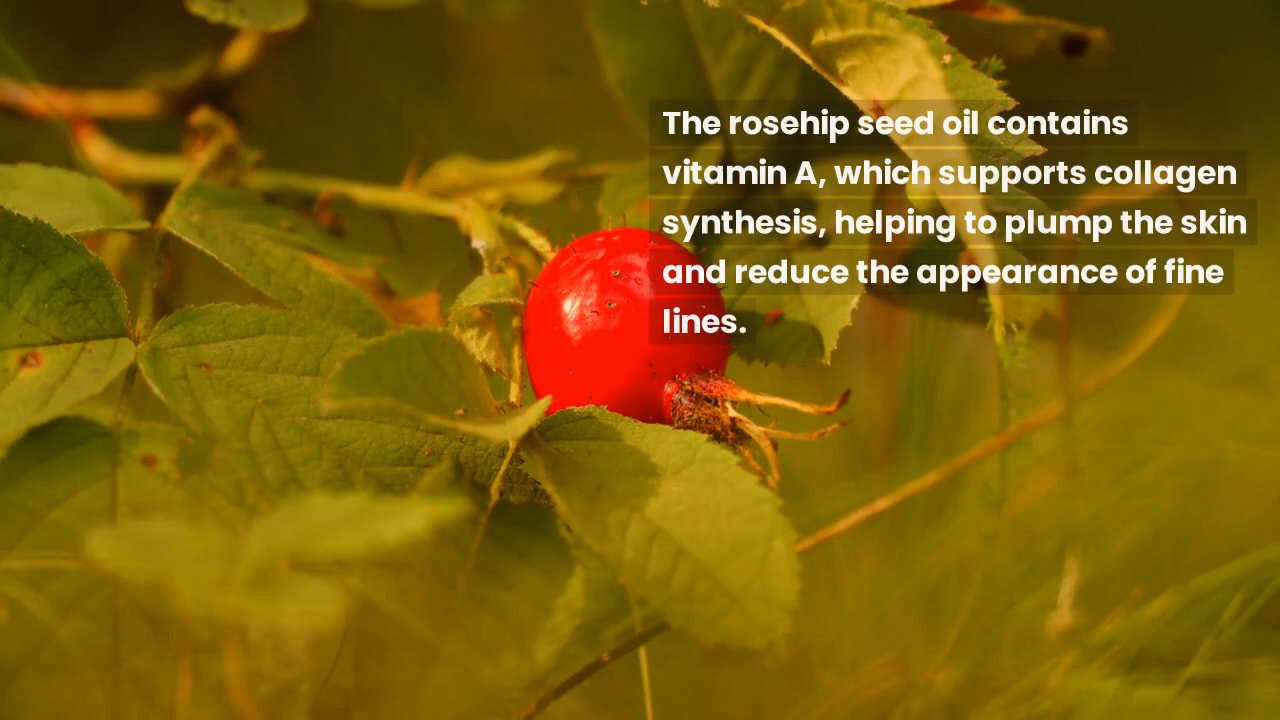 The rosehip seed oil contains
vitamin A, which supports collagen
synthesis, helping to plump the skin
and reduce the appearance of fine
lines.